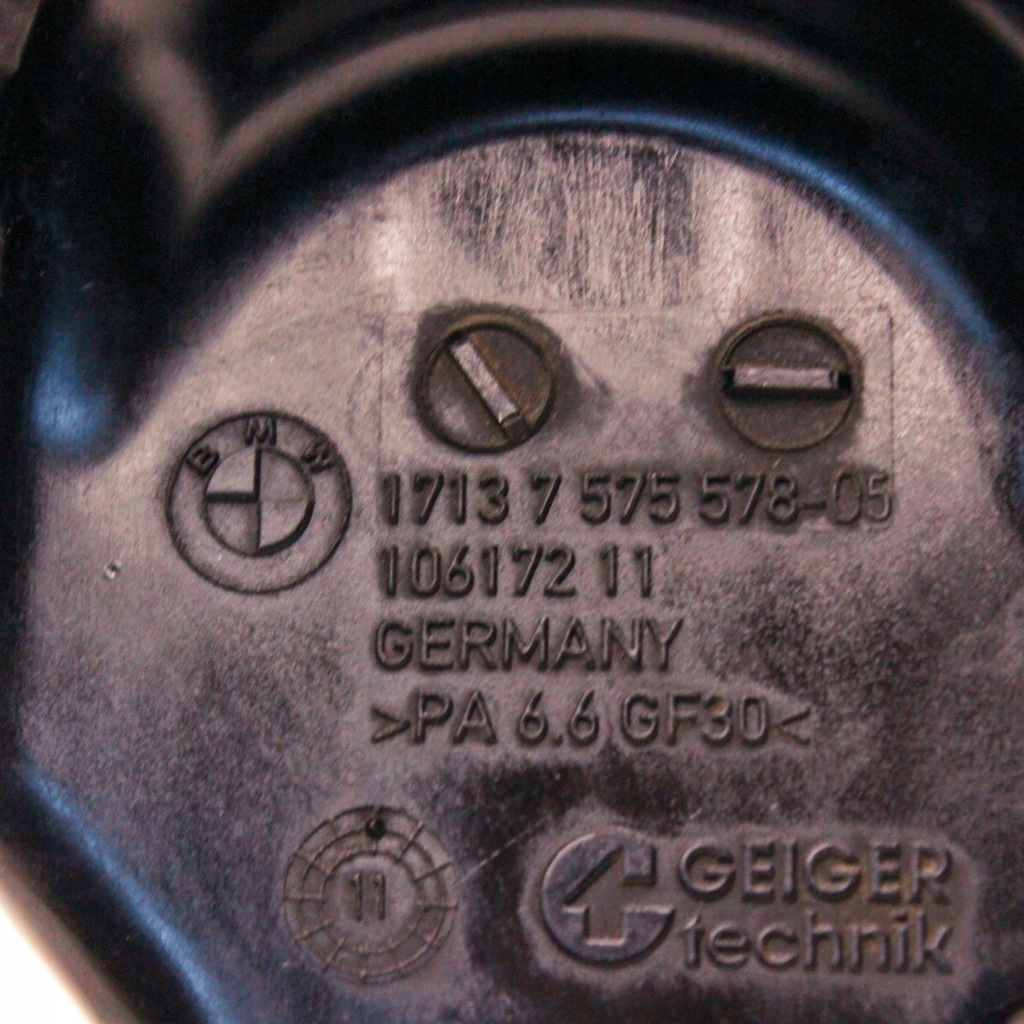 BMW
1713 7 575 578-05
106172 11
GERMANY
>PA 6.6 GF30<
11
GEIGER
technik